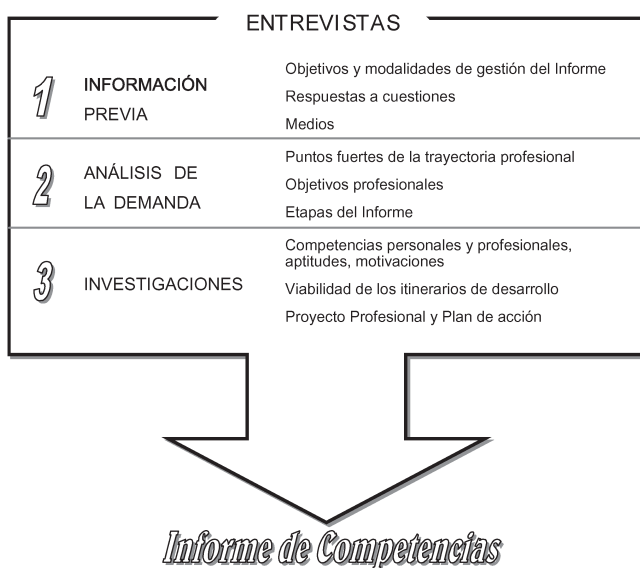 ENTREVISTAS
1
INFORMACIÓN
PREVIA
Objetivos y modalidades de gestión del Informe
Respuestas a cuestiones
Medios
2
ANÁLISIS DE
LA DEMANDA
Puntos fuertes de la trayectoria profesional
Objetivos profesionales
Etapas del Informe
3
INVESTIGACIONES
Competencias personales y profesionales,
aptitudes, motivaciones
Viabilidad de los itinerarios de desarrollo
Proyecto Profesional y Plan de acción
Informe de Competencias